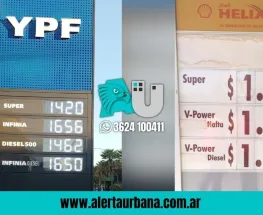 YPF
SUPER 1420
INFINIA 1656
DIESEL500 1462
INFINIA 1650
U
3624 100411
Shell HELIX
Super $1.
V-Power Nafta $1.
V-Power Diesel $1.
www.alertaurbana.com.ar